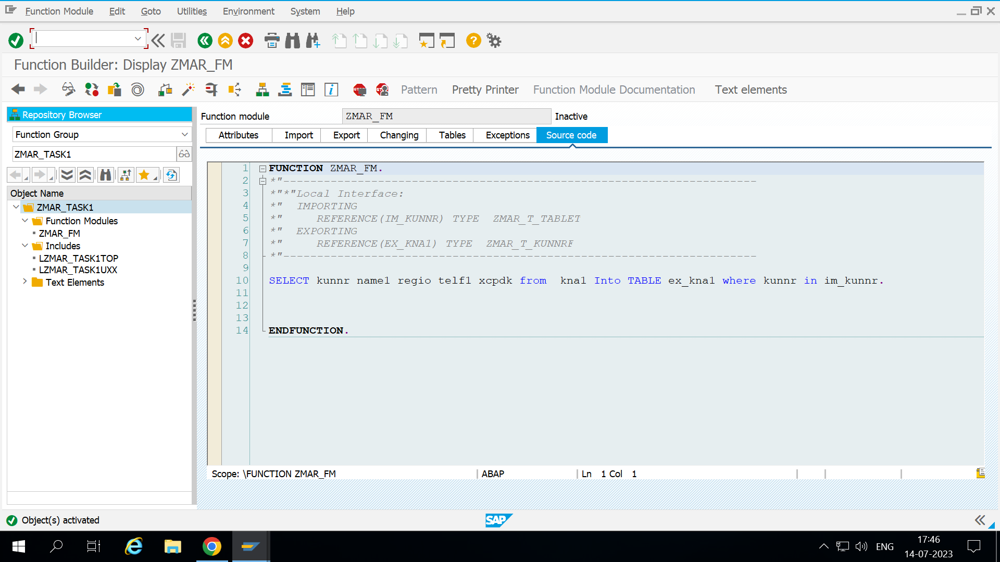 Function Module Edit Goto Utilities Environment System Help
Function Builder: Display ZMAR_FM
Pattern Pretty Printer Function Module Documentation Text elements
Repository Browser
Function Group
ZMAR_TASK1
Object Name
ZMAR_TASK1
Function Modules
ZMAR_FM
Includes
LZMAR_TASK1TOP
LZMAR_TASK1UXX
Text Elements
Function module ZMAR_FM Inactive
Attributes Import Export Changing Tables Exceptions Source code
1 FUNCTION ZMAR_FM.
2 *"----------------------------------------------------------------------
3 *"*"Local Interface:
4 *" IMPORTING
5 *" REFERENCE(IM_KUNNR) TYPE ZMAR_T_TABLET
6 *" EXPORTING
7 *" REFERENCE(EX_KNA1) TYPE ZMAR_T_KUNNRF
8 *"----------------------------------------------------------------------
9
10 SELECT kunnr name1 regio telf1 xcpdk from kna1 Into TABLE ex_kna1 where kunnr in im_kunnr.
11
12
13
14 ENDFUNCTION.
Scope: \FUNCTION ZMAR_FM ABAP Ln 1 Col 1
Object(s) activated
SAP
ENG
17:46
14-07-2023